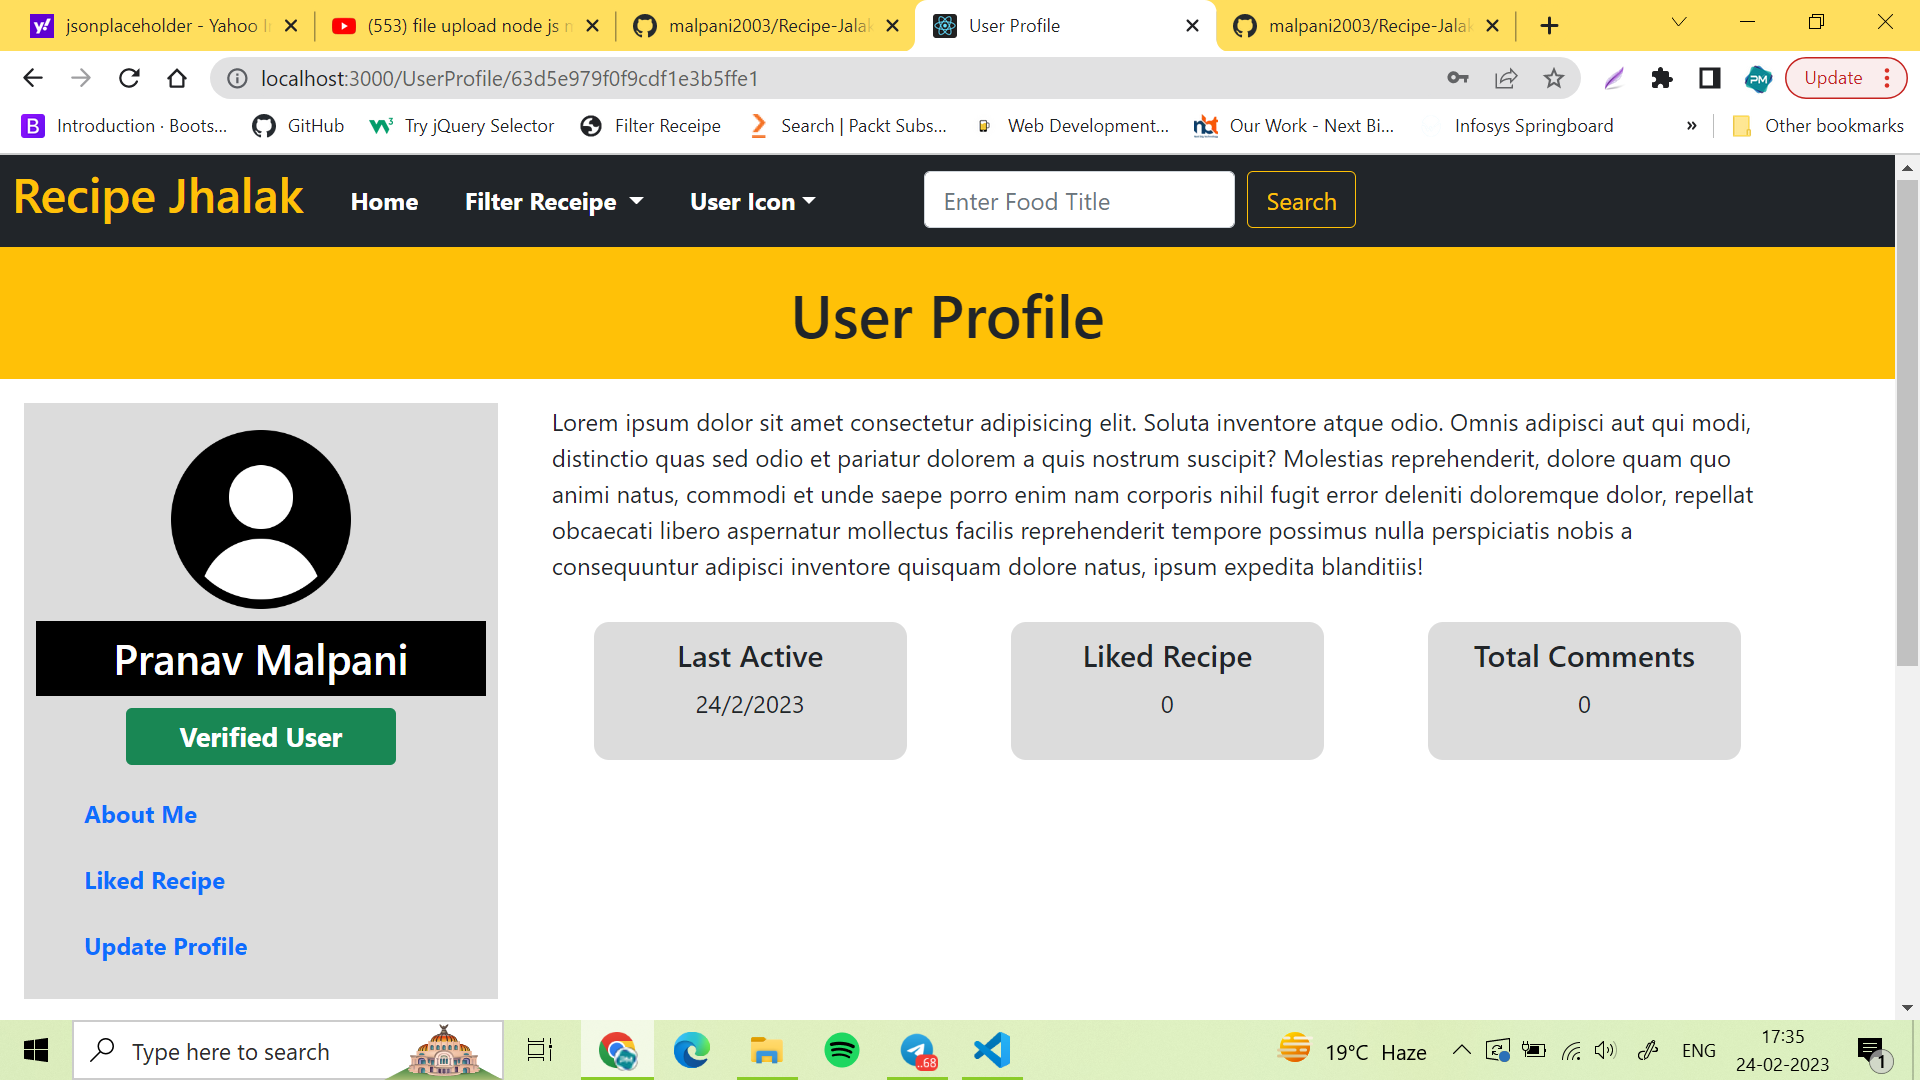 jsonplaceholder - Yahoo I
(553) file upload node js m
malpani2003/Recipe-Jalak
User Profile
malpani2003/Recipe-Jalak
localhost:3000/UserProfile/63d5e979f0f9cdf1e3b5ffe1
PM
Update
B
Introduction · Boots...
GitHub
Try jQuery Selector
Filter Receipe
Search | Packt Subs...
Web Development...
Our Work - Next Bi...
Infosys Springboard
»
Other bookmarks
Recipe Jhalak
Home
Filter Receipe
User Icon
Enter Food Title
Search
User Profile
Pranav Malpani
Verified User
About Me
Liked Recipe
Update Profile
Lorem ipsum dolor sit amet consectetur adipisicing elit. Soluta inventore atque odio. Omnis adipisci aut qui modi,
distinctio quas sed odio et pariatur dolorem a quis nostrum suscipit? Molestias reprehenderit, dolore quam quo
animi natus, commodi et unde saepe porro enim nam corporis nihil fugit error deleniti doloremque dolor, repellat
obcaecati libero aspernatur mollectus facilis reprehenderit tempore possimus nulla perspiciatis nobis a
consequuntur adipisci inventore quisquam dolore natus, ipsum expedita blanditiis!
Last Active
24/2/2023
Liked Recipe
0
Total Comments
0
Type here to search
PM
..68
19°C Haze
ENG
17:35
24-02-2023
1